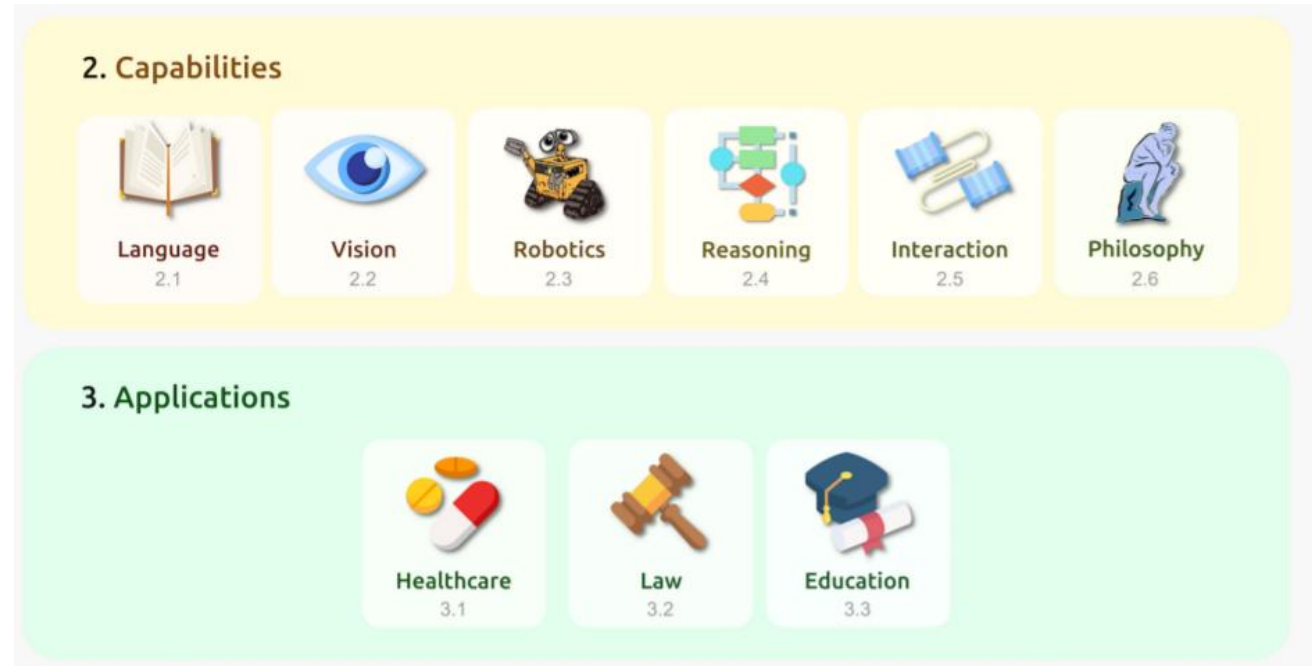 2. Capabilities
Language
2.1
Vision
2.2
Robotics
2.3
Reasoning
2.4
Interaction
2.5
Philosophy
2.6
3. Applications
Healthcare
3.1
Law
3.2
Education
3.3